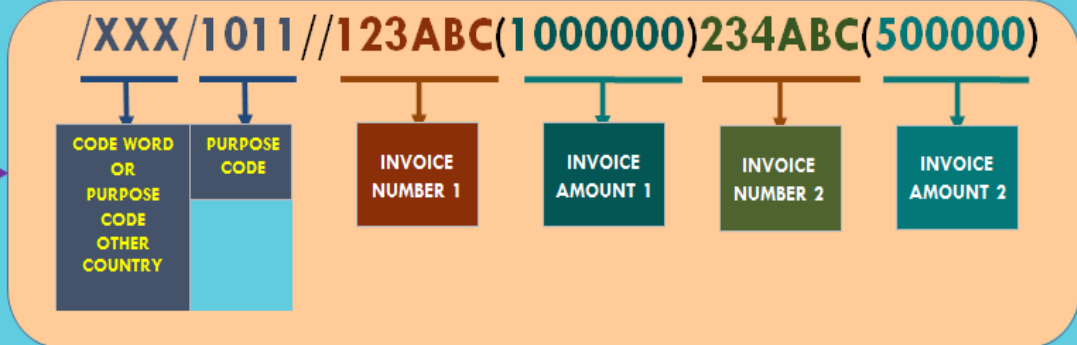 /XXX/1011//123ABC(1000000)234ABC(500000)
CODE WORD
OR
PURPOSE
CODE
OTHER
COUNTRY
PURPOSE
CODE
INVOICE
NUMBER 1
INVOICE
AMOUNT 1
INVOICE
NUMBER 2
INVOICE
AMOUNT 2